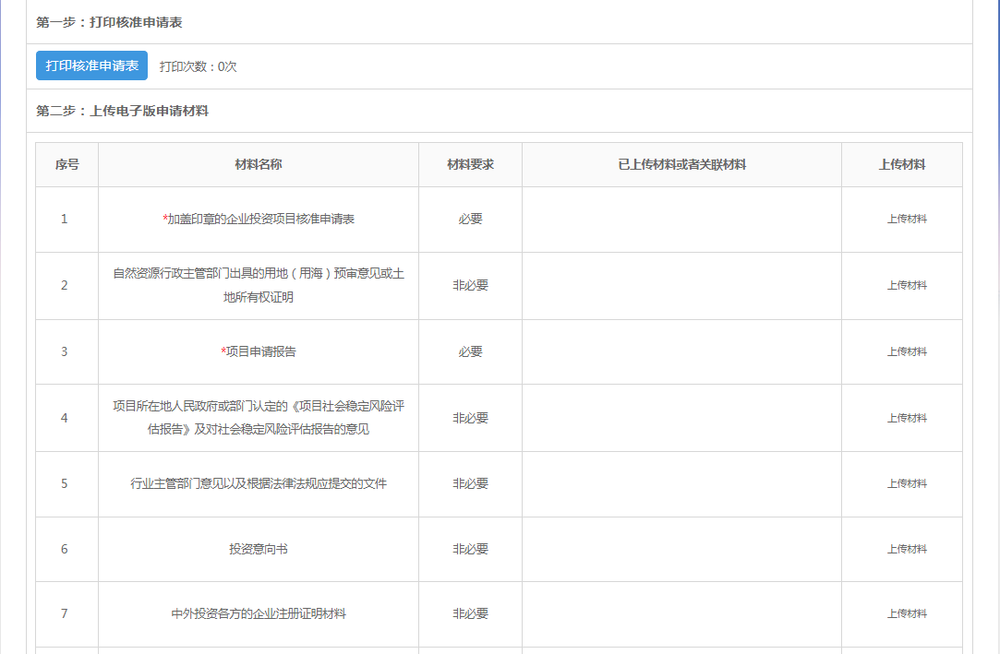 第一步：打印核准申请表
打印核准申请表 打印次数：0次
第二步：上传电子版申请材料
序号 材料名称 材料要求 已上传材料或者关联材料 上传材料
1 *加盖印章的企业投资项目核准申请表 必要 上传材料
2 自然资源行政主管部门出具的用地（用海）预审意见或土
地所有权证明 非必要 上传材料
3 *项目申请报告 必要 上传材料
4 项目所在地人民政府或部门认定的《项目社会稳定风险评
估报告》及对社会稳定风险评估报告的意见 非必要 上传材料
5 行业主管部门意见以及根据法律法规应提交的文件 非必要 上传材料
6 投资意向书 非必要 上传材料
7 中外投资各方的企业注册证明材料 非必要 上传材料